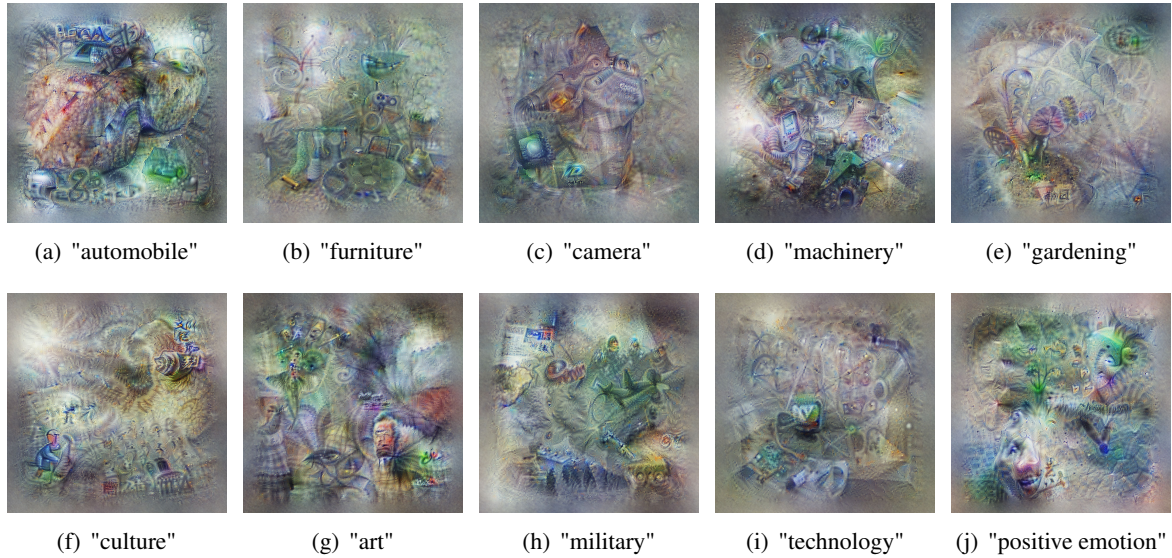 (a) "automobile"
(b) "furniture"
(c) "camera"
(d) "machinery"
(e) "gardening"
(f) "culture"
(g) "art"
(h) "military"
(i) "technology"
(j) "positive emotion"